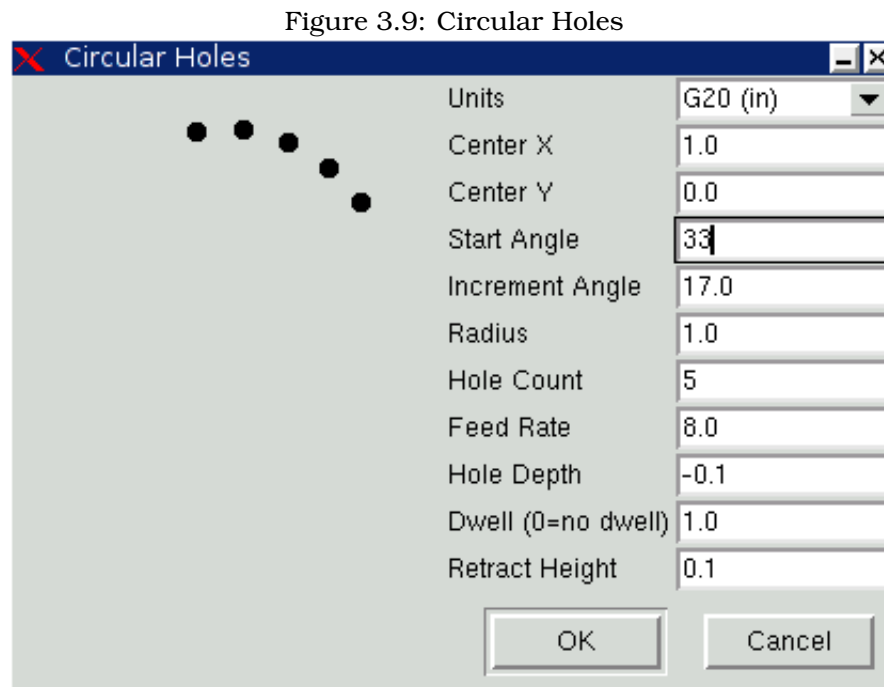 Figure 3.9: Circular Holes
Circular Holes
Units G20 (in)
Center X 1.0
Center Y 0.0
Start Angle 33
Increment Angle 17.0
Radius 1.0
Hole Count 5
Feed Rate 8.0
Hole Depth -0.1
Dwell (0=no dwell) 1.0
Retract Height 0.1
OK Cancel